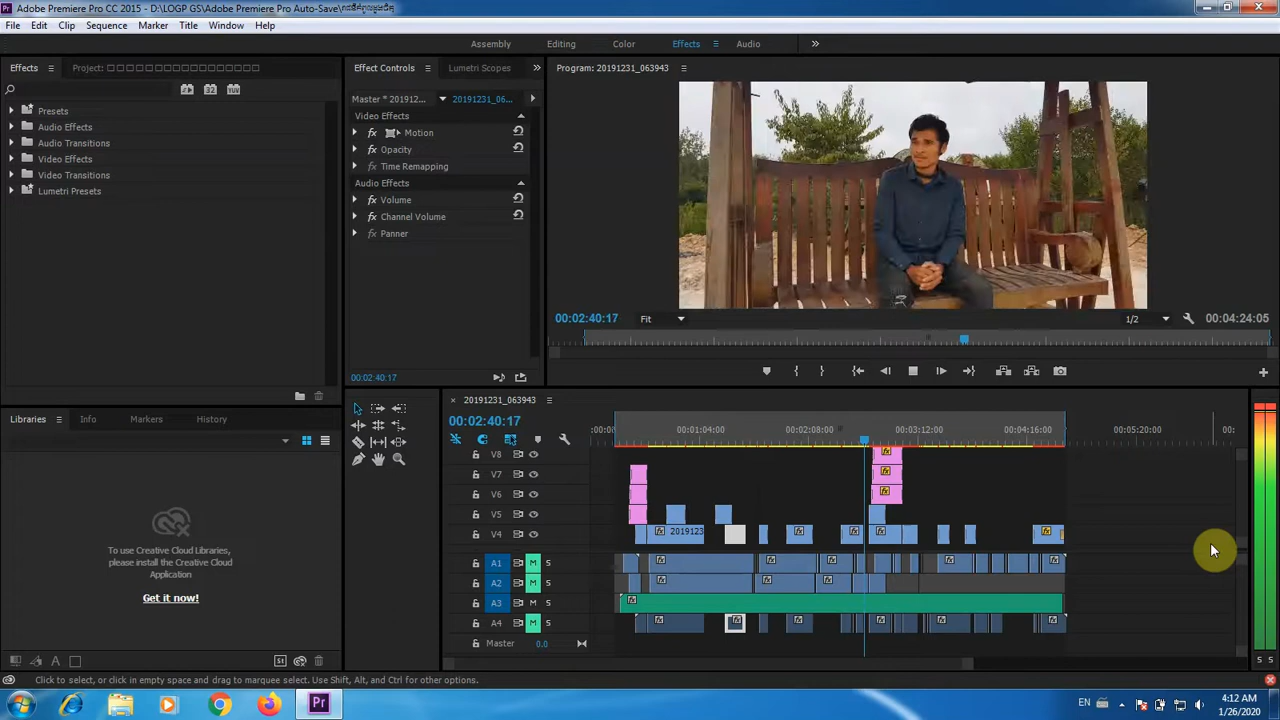 Adobe Premiere Pro CC 2015 - D:\LOGP GS\Adobe Premiere Pro Auto-Save\
File Edit Clip Sequence Marker Title Window Help
Assembly Editing Color Effects Audio
Effects Project:
Presets
Audio Effects
Audio Transitions
Video Effects
Video Transitions
Lumetri Presets
Effect Controls Lumetri Scopes
Master * 201912... 20191231_06...
Video Effects
fx Motion
fx Opacity
fx Time Remapping
Audio Effects
fx Volume
fx Channel Volume
fx Panner
00:02:40:17
Program: 20191231_063943
00:02:40:17 Fit 1/2 00:04:24:05
Libraries Info Markers History
To use Creative Cloud Libraries,
please install the Creative Cloud
Application
Get it now!
20191231_063943
00:02:40:17
:00:0 00:01:04:00 00:02:08:00 00:03:12:00 00:04:16:00 00:05:20:00 00:
V8
V7
V6
V5
V4 2019123
A1 M S
A2 M S
A3 M S
A4 M S
Master 0.0
S S
Click to select, or click in empty space and drag to marquee select. Use Shift, Alt, and Ctrl for other options.
EN
4:12 AM
1/26/2020